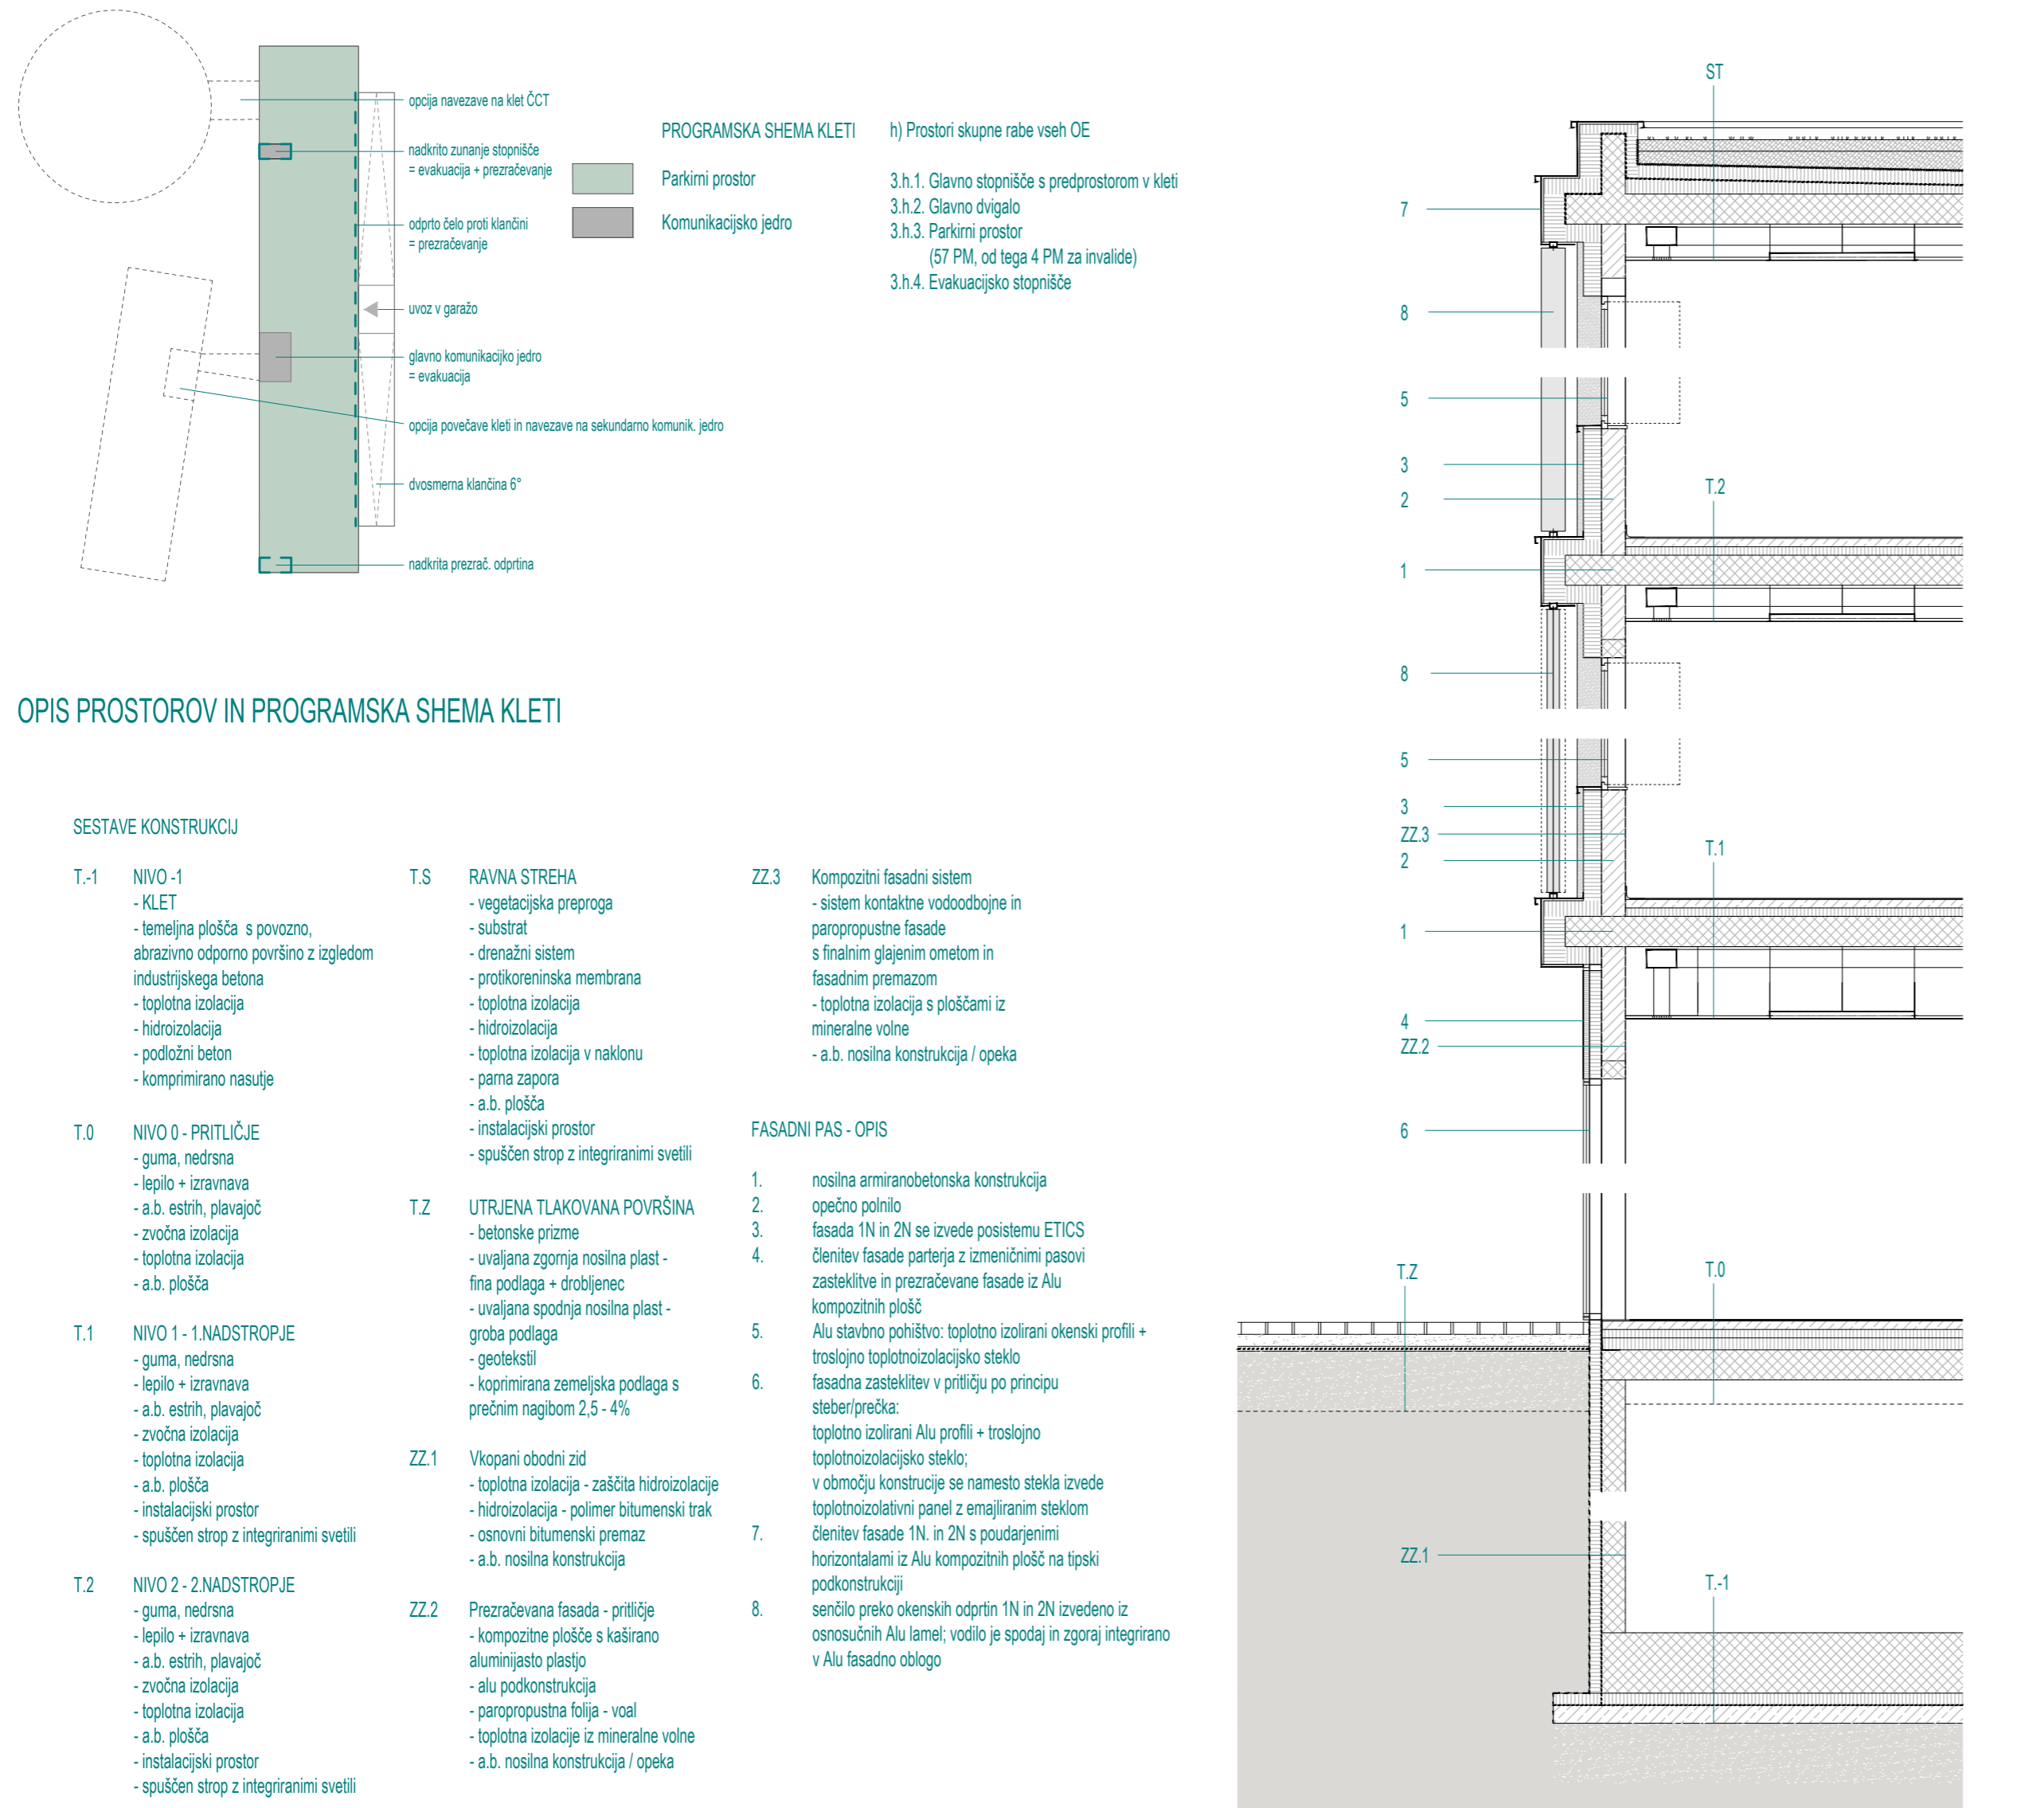 opcija navezave na klet ČCT
nadkrito zunanje stopnišče
= evakuacija + prezračevanje
odprto čelo proti klančini
= prezračevanje
uvoz v garažo
glavno komunikacijko jedro
= evakuacija
opcija povečave kleti in navezave na sekundarno komunik. jedro
dvosmerna klančina 6°
nadkrita prezrač. odprtina
PROGRAMSKA SHEMA KLETI
Parkirni prostor
Komunikacijsko jedro
h) Prostori skupne rabe vseh OE
3.h.1. Glavno stopnišče s predprostorom v kleti
3.h.2. Glavno dvigalo
3.h.3. Parkirni prostor
(57 PM, od tega 4 PM za invalide)
3.h.4. Evakuacijsko stopnišče
OPIS PROSTOROV IN PROGRAMSKA SHEMA KLETI
SESTAVE KONSTRUKCIJ
T.-1 NIVO -1
- KLET
- temeljna plošča s povozno,
abrazivno odporno površino z izgledom
industrijskega betona
- toplotna izolacija
- hidroizolacija
- podložni beton
- komprimirano nasutje
T.0 NIVO 0 - PRITLIČJE
- guma, nedrsna
- lepilo + izravnava
- a.b. estrih, plavajoč
- zvočna izolacija
- toplotna izolacija
- a.b. plošča
T.1 NIVO 1 - 1.NADSTROPJE
- guma, nedrsna
- lepilo + izravnava
- a.b. estrih, plavajoč
- zvočna izolacija
- toplotna izolacija
- a.b. plošča
- instalacijski prostor
- spuščen strop z integriranimi svetili
T.2 NIVO 2 - 2.NADSTROPJE
- guma, nedrsna
- lepilo + izravnava
- a.b. estrih, plavajoč
- zvočna izolacija
- toplotna izolacija
- a.b. plošča
- instalacijski prostor
- spuščen strop z integriranimi svetili
T.S RAVNA STREHA
- vegetacijska preproga
- substrat
- drenažni sistem
- protikoreninska membrana
- toplotna izolacija
- hidroizolacija
- toplotna izolacija v naklonu
- parna zapora
- a.b. plošča
- instalacijski prostor
- spuščen strop z integriranimi svetili
T.Z UTRJENA TLAKOVANA POVRŠINA
- betonske prizme
- uvaljana zgornja nosilna plast -
fina podlaga + drobljenec
- uvaljana spodnja nosilna plast -
groba podlaga
- geotekstil
- koprimirana zemeljska podlaga s
prečnim nagibom 2,5 - 4%
ZZ.1 Vkopani obodni zid
- toplotna izolacija - zaščita hidroizolacije
- hidroizolacija - polimer bitumenski trak
- osnovni bitumenski premaz
- a.b. nosilna konstrukcija
ZZ.2 Prezračevana fasada - pritličje
- kompozitne plošče s kaširano
aluminijasto plastjo
- alu podkonstrukcija
- paropropustna folija - voal
- toplotna izolacije iz mineralne volne
- a.b. nosilna konstrukcija / opeka
ZZ.3 Kompozitni fasadni sistem
- sistem kontaktne vodoodbojne in
paropropustne fasade
s finalnim glajenim ometom in
fasadnim premazom
- toplotna izolacija s ploščami iz
mineralne volne
- a.b. nosilna konstrukcija / opeka
FASADNI PAS - OPIS
1. nosilna armiranobetonska konstrukcija
2. opečno polnilo
3. fasada 1N in 2N se izvede posistemu ETICS
4. členitev fasade parterja z izmeničnimi pasovi
zasteklitve in prezračevane fasade iz Alu
kompozitnih plošč
5. Alu stavbno pohištvo: toplotno izolirani okenski profili +
troslojno toplotnoizolacijsko steklo
6. fasadna zasteklitev v pritličju po principu
steber/prečka:
toplotno izolirani Alu profili + troslojno
toplotnoizolacijsko steklo;
v območju konstrucije se namesto stekla izvede
toplotnoizolativni panel z emajliranim steklom
7. členitev fasade 1N. in 2N s poudarjenimi
horizontalami iz Alu kompozitnih plošč na tipski
podkonstrukciji
8. senčilo preko okenskih odprtin 1N in 2N izvedeno iz
osnosučnih Alu lamel; vodilo je spodaj in zgoraj integrirano
v Alu fasadno oblogo
ST
7
8
5
3
2
T.2
1
8
5
3
ZZ.3
2
T.1
1
4
ZZ.2
6
T.Z
T.0
ZZ.1
T.-1